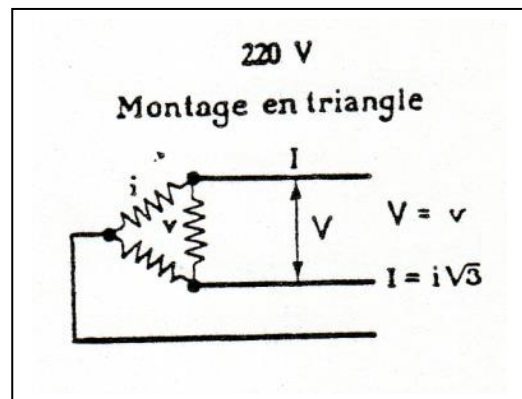 220 V
Montage en triangle
I
i
v
V
V = v
I = i√3